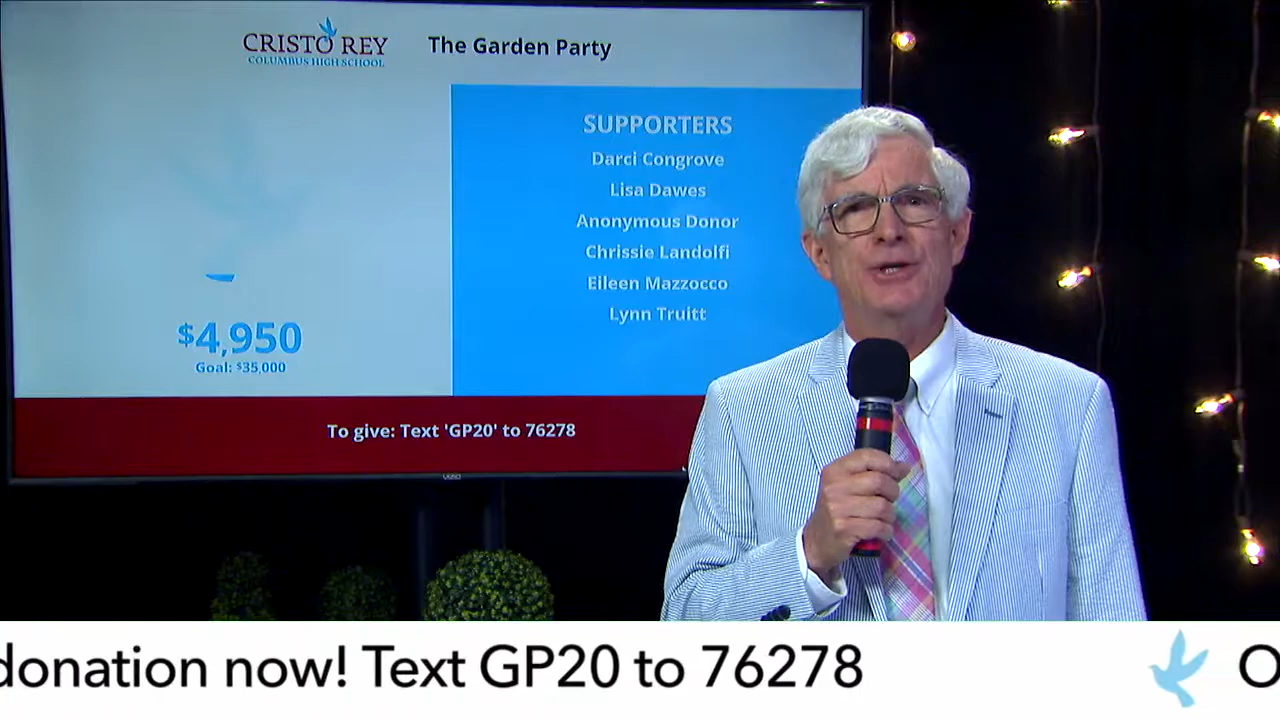 CRISTO REY
COLUMBUS HIGH SCHOOL
The Garden Party
SUPPORTERS
Darci Congrove
Lisa Dawes
Anonymous Donor
Chrissie Landolfi
Eileen Mazzocco
Lynn Truitt
$4,950
Goal: $35,000
To give: Text 'GP20' to 76278
donation now! Text GP20 to 76278
O